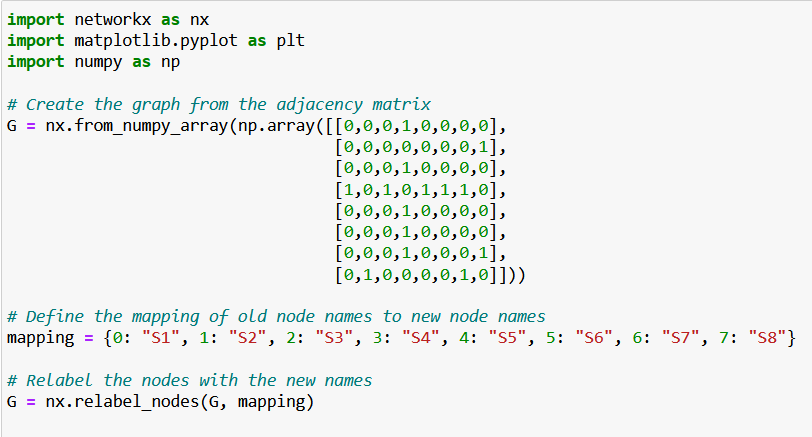 import networkx as nx
import matplotlib.pyplot as plt
import numpy as np
# Create the graph from the adjacency matrix
G = nx.from_numpy_array(np.array([[0,0,0,1,0,0,0,0],
[0,0,0,0,0,0,0,1],
[0,0,0,1,0,0,0,0],
[1,0,1,0,1,1,1,0],
[0,0,0,1,0,0,0,0],
[0,0,0,1,0,0,0,0],
[0,0,0,1,0,0,0,1],
[0,1,0,0,0,0,1,0]]))
# Define the mapping of old node names to new node names
mapping = {0: "S1", 1: "S2", 2: "S3", 3: "S4", 4: "S5", 5: "S6", 6: "S7", 7: "S8"}
# Relabel the nodes with the new names
G = nx.relabel_nodes(G, mapping)